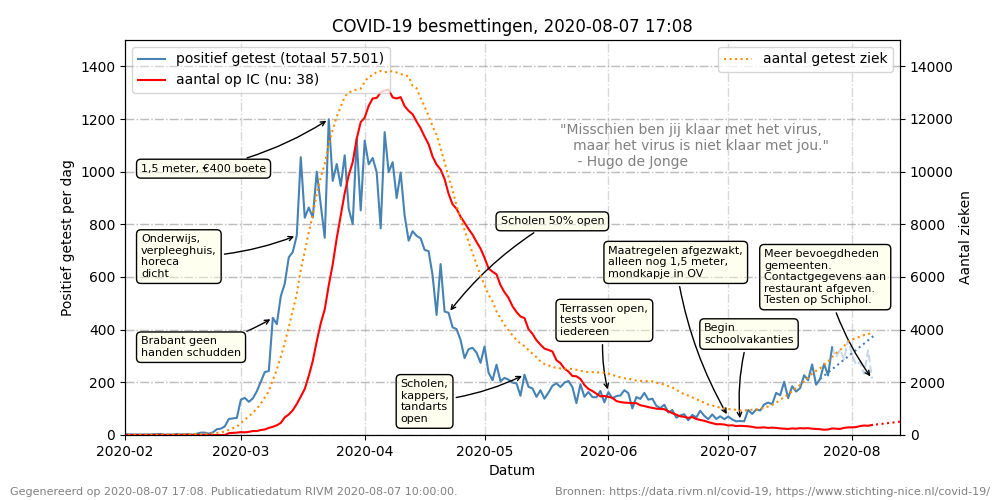 COVID-19 besmettingen, 2020-08-07 17:08
positief getest (totaal 57.501)
aantal op IC (nu: 38)
aantal getest ziek
"Misschien ben jij klaar met het virus,
maar het virus is niet klaar met jou."
- Hugo de Jonge
1,5 meter, €400 boete
Onderwijs,
verpleeghuis,
horeca
dicht
Brabant geen
handen schudden
Scholen 50% open
Maatregelen afgezwakt,
alleen nog 1,5 meter,
mondkapje in OV
Meer bevoegdheden
gemeenten.
Contactgegevens aan
restaurant afgeven.
Testen op Schiphol.
Terrassen open,
tests voor
iedereen
Begin
schoolvakanties
Scholen,
kappers,
tandarts
open
Positief getest per dag
1400
1200
1000
800
600
400
200
0
Aantal zieken
14000
12000
10000
8000
6000
4000
2000
0
2020-02 2020-03 2020-04 2020-05 2020-06 2020-07 2020-08
Datum
Gegenereerd op 2020-08-07 17:08. Publicatiedatum RIVM 2020-08-07 10:00:00.
Bronnen: https://data.rivm.nl/covid-19, https://www.stichting-nice.nl/covid-19/